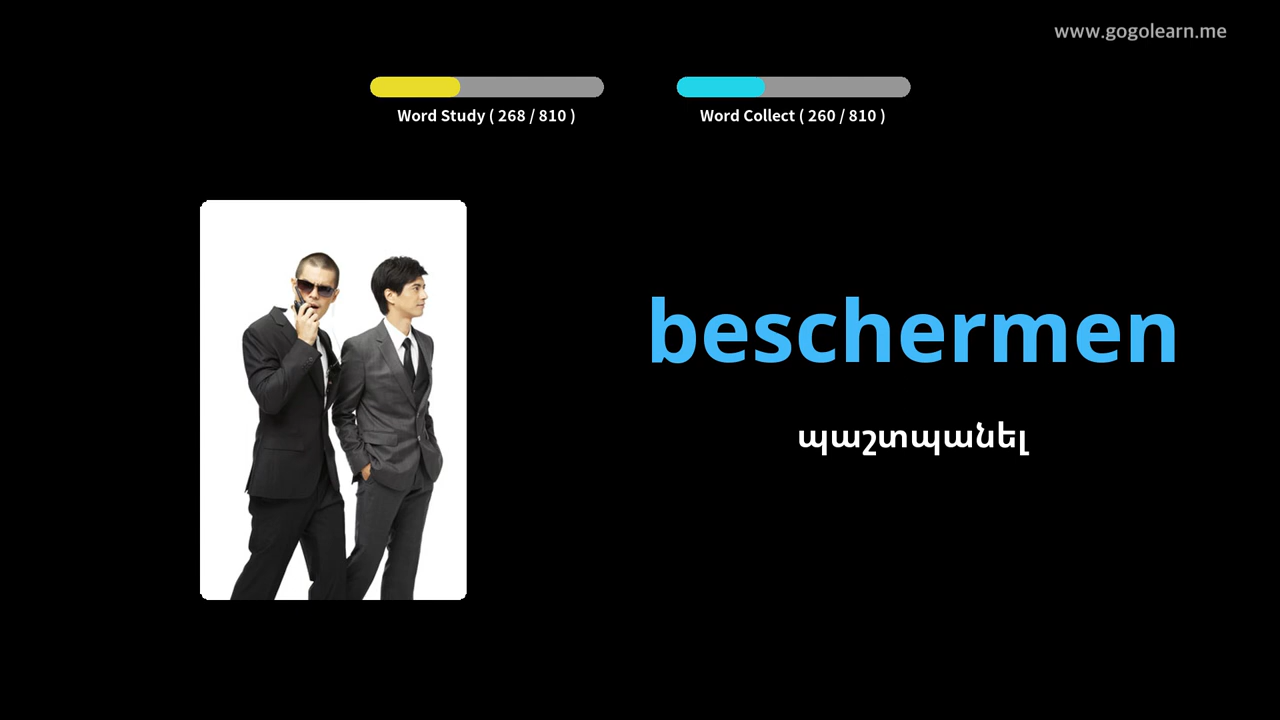 www.gogolearn.me
Word Study ( 268 / 810 )
Word Collect ( 260 / 810 )
beschermen
պաշտպանել